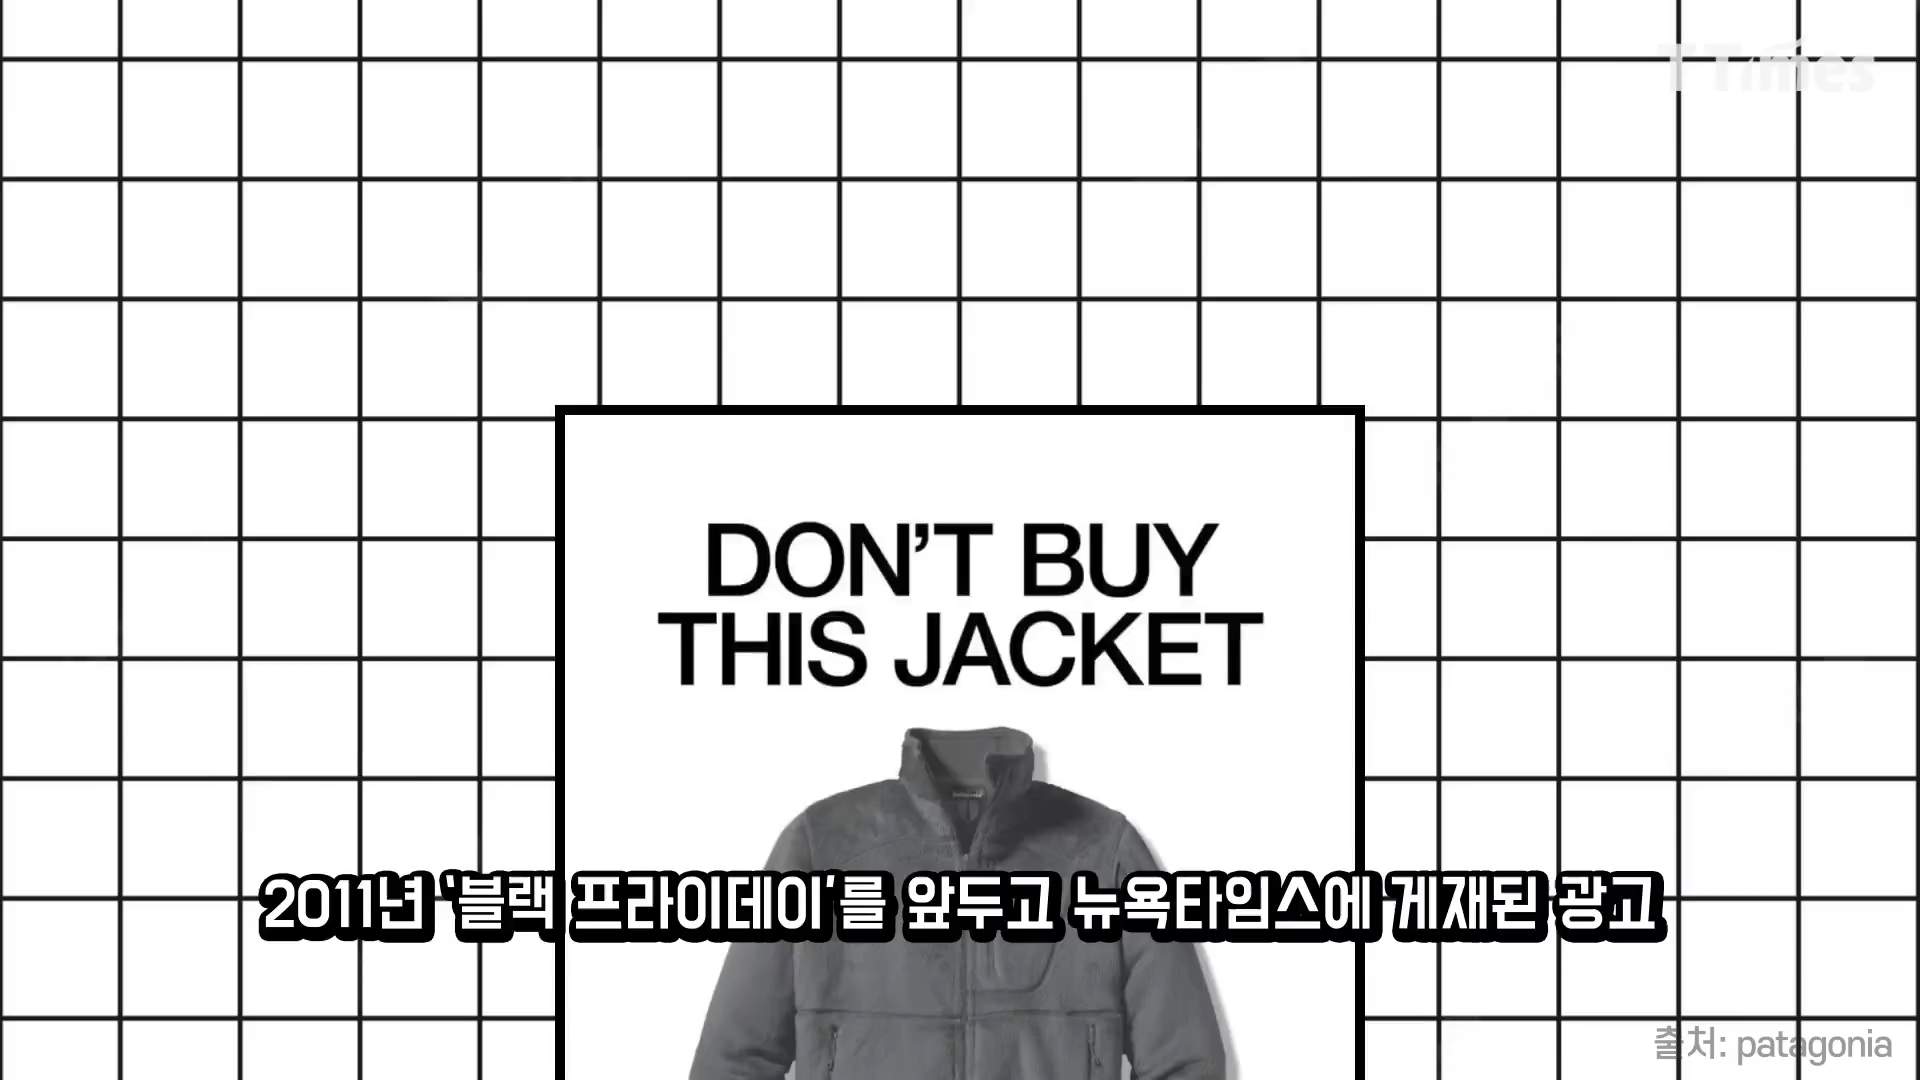 T Times
DON'T BUY
THIS JACKET
2011년 '블랙 프라이데이'를 앞두고 뉴욕타임스에 게재된 광고
출처: patagonia